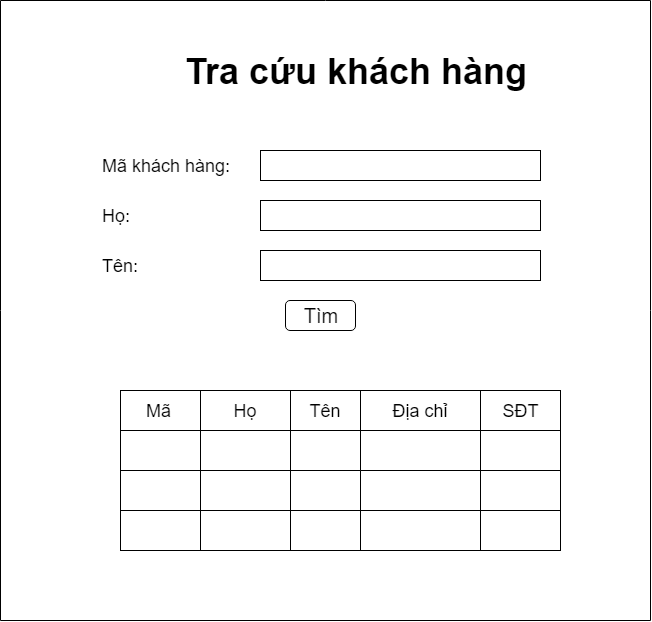 Tra cứu khách hàng
Mã khách hàng:
Họ:
Tên:
Tìm
Mã Họ Tên Địa chỉ SĐT